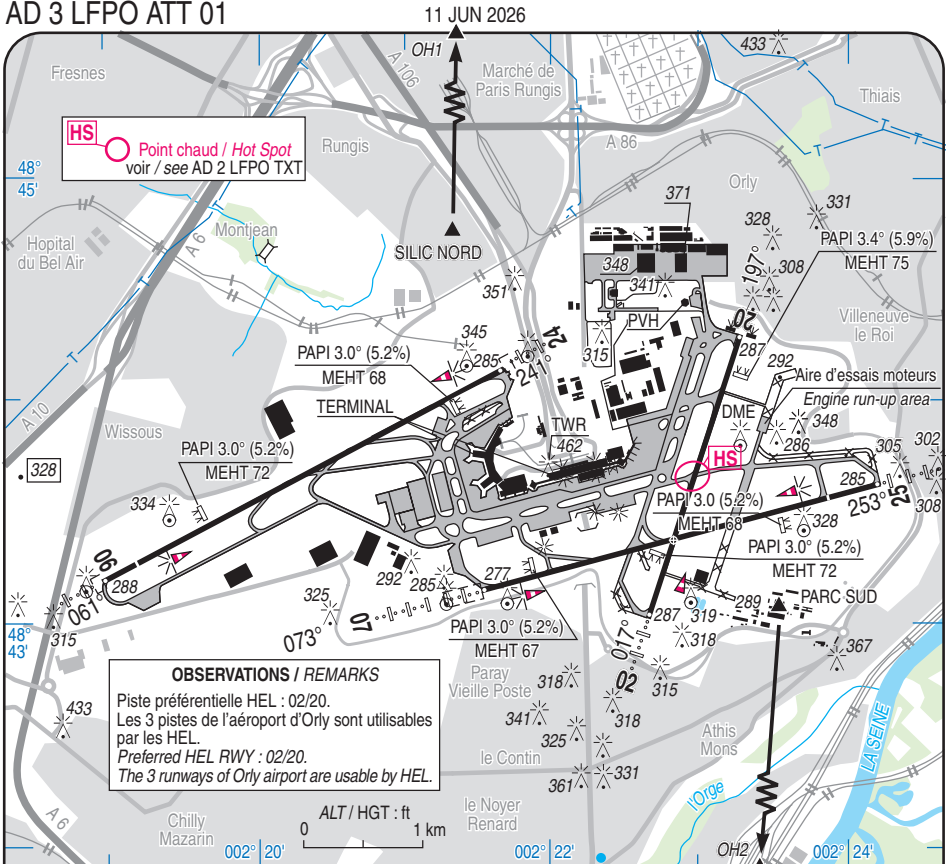 AD 3 LFPO ATT 01
11 JUN 2026
OH1
A 106
Marché de
Paris Rungis
433
Fresnes
Thiais
HS
Point chaud / Hot Spot
voir / see AD 2 LFPO TXT
Rungis
A 86
48°
45'
Orly
371
331
328
A 6
Montjean
Hopital
du Bel Air
SILIC NORD
PAPI 3.4° (5.9%)
MEHT 75
197°
348
308
341
351
PVH
20
Villeneuve
le Roi
345
24
315
287
PAPI 3.0° (5.2%)
MEHT 68
285
241°
292
Aire d'essais moteurs
Engine run-up area
A 10
TERMINAL
DME
348
Wissous
TWR
462
286
PAPI 3.0° (5.2%)
MEHT 72
HS
305
302
328
285
25
253°
308
334
PAPI 3.0 (5.2%)
MEHT 68
328
PAPI 3.0° (5.2%)
MEHT 72
06
288
061°
292
285
277
289
PARC SUD
325
07
073°
315
48°
43'
PAPI 3.0° (5.2%)
MEHT 67
287
319
017°
318
02
315
367
OBSERVATIONS / REMARKS
Piste préférentielle HEL : 02/20.
Les 3 pistes de l'aéroport d'Orly sont utilisables
par les HEL.
Preferred HEL RWY : 02/20.
The 3 runways of Orly airport are usable by HEL.
Paray
Vieille Poste
318
318
341
325
433
le Contin
331
361
Athis
Mons
LA SEINE
l'Orge
A 6
Chilly
Mazarin
ALT / HGT : ft
0
1 km
le Noyer
Renard
OH2
002° 20'
002° 22'
002° 24'